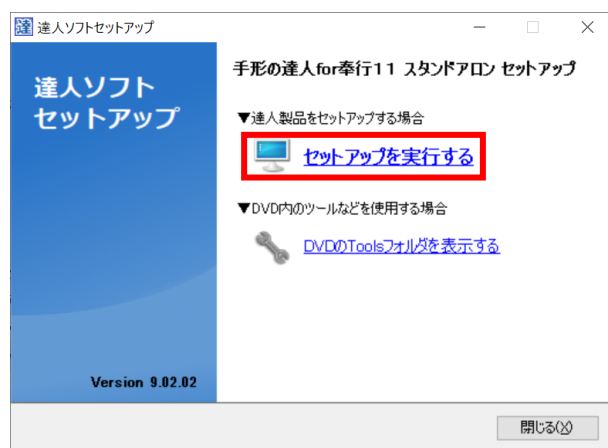 達人ソフトセットアップ
達人ソフト
セットアップ
手形の達人for奉行11 スタンドアロン セットアップ
▼達人製品をセットアップする場合
セットアップを実行する
▼DVD内のツールなどを使用する場合
DVDのToolsフォルダを表示する
Version 9.02.02
閉じる(X)